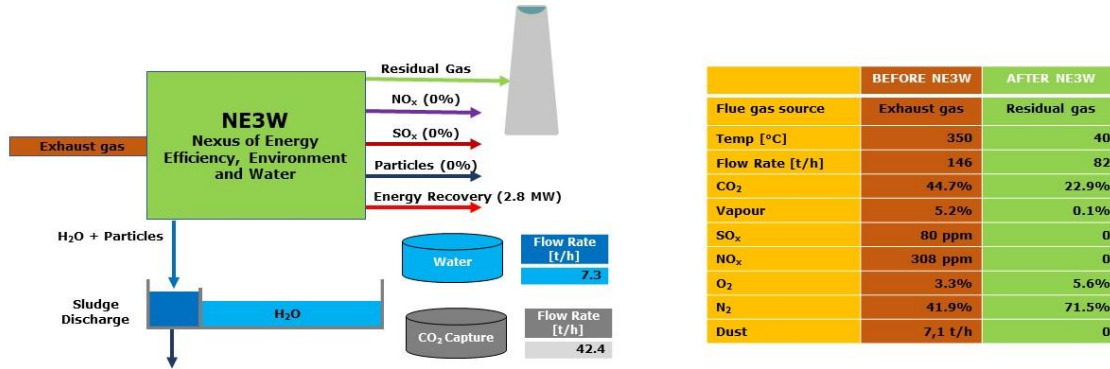 Residual Gas
NOx (0%)
SOx (0%)
Particles (0%)
Energy Recovery (2.8 MW)
NE3W
Nexus of Energy
Efficiency, Environment
and Water
Exhaust gas
H2O + Particles
Sludge
Discharge
H2O
Water
Flow Rate
[t/h]
7.3
CO2 Capture
Flow Rate
[t/h]
42.4
BEFORE NE3W AFTER NE3W
Flue gas source Exhaust gas Residual gas
Temp [°C] 350 40
Flow Rate [t/h] 146 82
CO2 44.7% 22.9%
Vapour 5.2% 0.1%
SOx 80 ppm 0
NOx 308 ppm 0
O2 3.3% 5.6%
N2 41.9% 71.5%
Dust 7,1 t/h 0